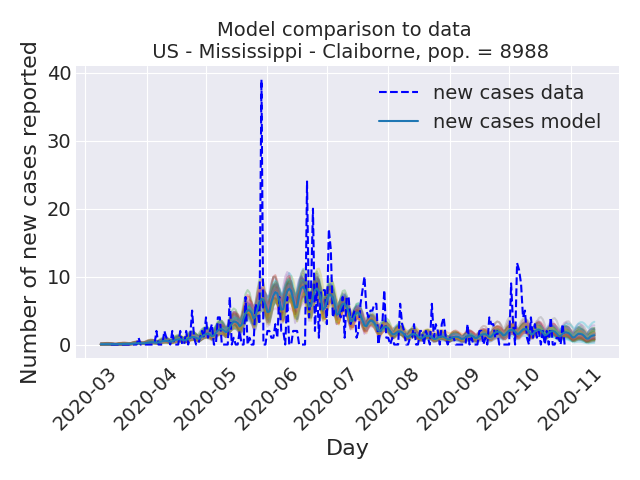 Model comparison to data
US - Mississippi - Claiborne, pop. = 8988
Number of new cases reported
40
30
20
10
0
new cases data
new cases model
2020-03
2020-04
2020-05
2020-06
2020-07
2020-08
2020-09
2020-10
2020-11
Day